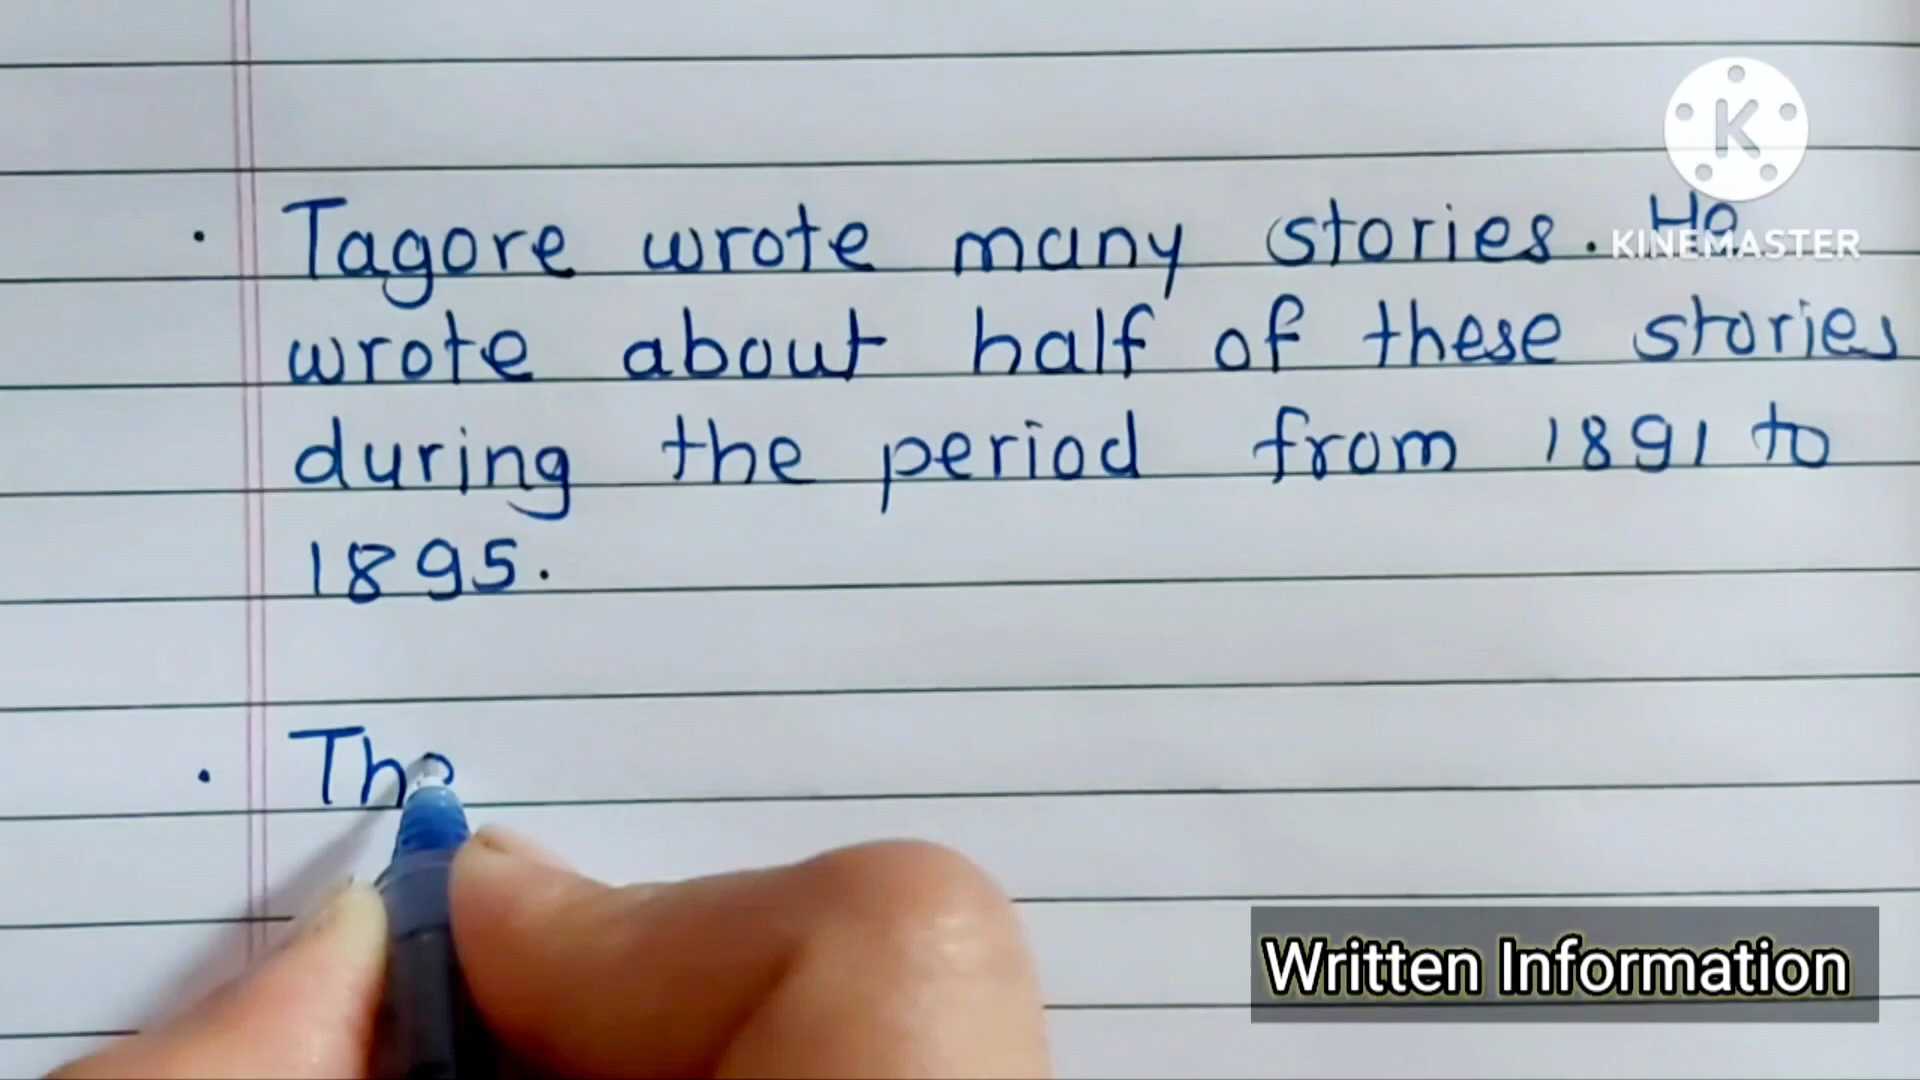 Tagore wrote many stories. He
wrote about half of these stories
during the period from 1891 to
1895.
The
K
KINEMASTER
Written Information